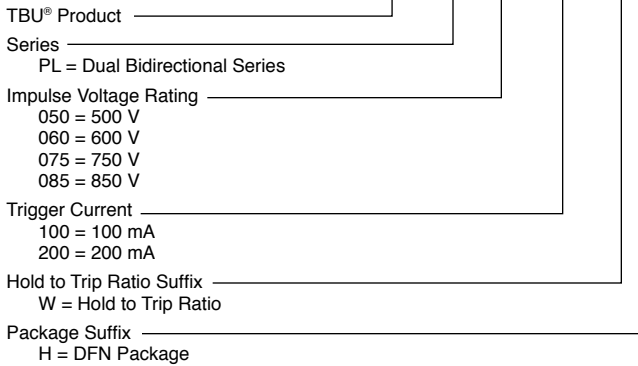 TBU® Product
Series
PL = Dual Bidirectional Series
Impulse Voltage Rating
050 = 500 V
060 = 600 V
075 = 750 V
085 = 850 V
Trigger Current
100 = 100 mA
200 = 200 mA
Hold to Trip Ratio Suffix
W = Hold to Trip Ratio
Package Suffix
H = DFN Package